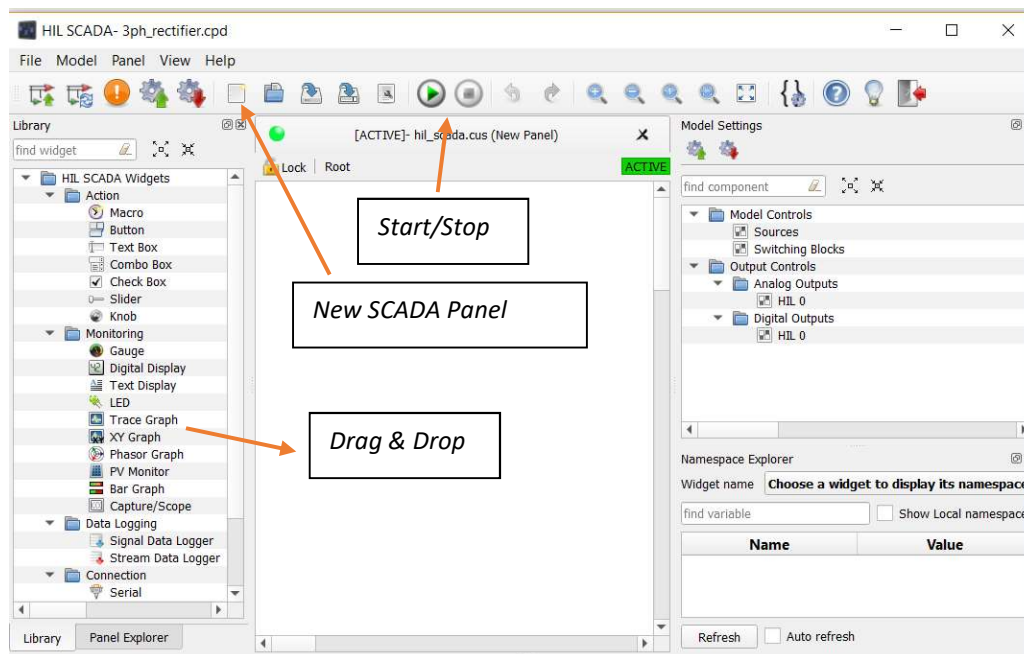 HIL SCADA- 3ph_rectifier.cpd
File Model Panel View Help
Library
find widget
HIL SCADA Widgets
Action
Macro
Button
Text Box
Combo Box
Check Box
Slider
Knob
Monitoring
Gauge
Digital Display
Text Display
LED
Trace Graph
XY Graph
Phasor Graph
PV Monitor
Bar Graph
Capture/Scope
Data Logging
Signal Data Logger
Stream Data Logger
Connection
Serial
Library Panel Explorer
[ACTIVE]- hil_scada.cus (New Panel)
Lock Root ACTIVE
Start/Stop
New SCADA Panel
Drag & Drop
Model Settings
find component
Model Controls
Sources
Switching Blocks
Output Controls
Analog Outputs
HIL 0
Digital Outputs
HIL 0
Namespace Explorer
Widget name Choose a widget to display its namespace
find variable Show Local namespace
Name Value
Refresh Auto refresh